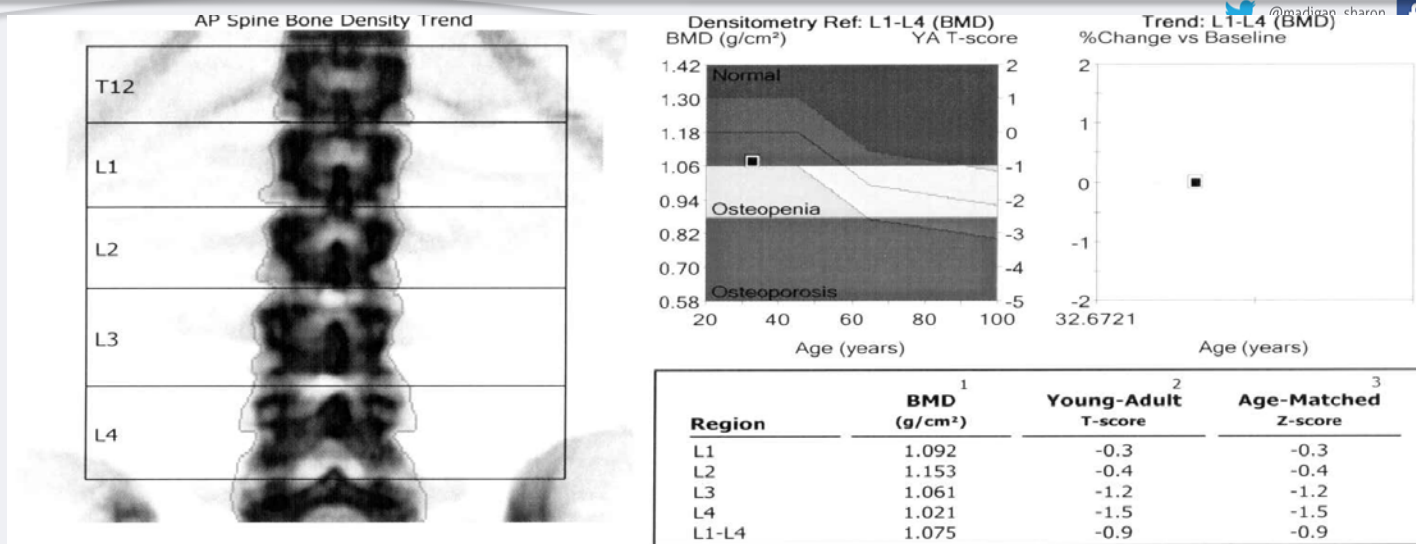 @madigan_sharon
AP Spine Bone Density Trend
T12
L1
L2
L3
L4
Densitometry Ref: L1-L4 (BMD)
BMD (g/cm²) YA T-score
1.42 2
1.30 1
1.18 0
1.06 -1
0.94 -2
0.82 -3
0.70 -4
0.58 -5
Normal
Osteopenia
Osteoporosis
20 40 60 80 100
Age (years)
Trend: L1-L4 (BMD)
%Change vs Baseline
2
1
0
-1
-2
32.6721
Age (years)
Region BMD 1 (g/cm²) Young-Adult 2 T-score Age-Matched 3 Z-score
L1 1.092 -0.3 -0.3
L2 1.153 -0.4 -0.4
L3 1.061 -1.2 -1.2
L4 1.021 -1.5 -1.5
L1-L4 1.075 -0.9 -0.9